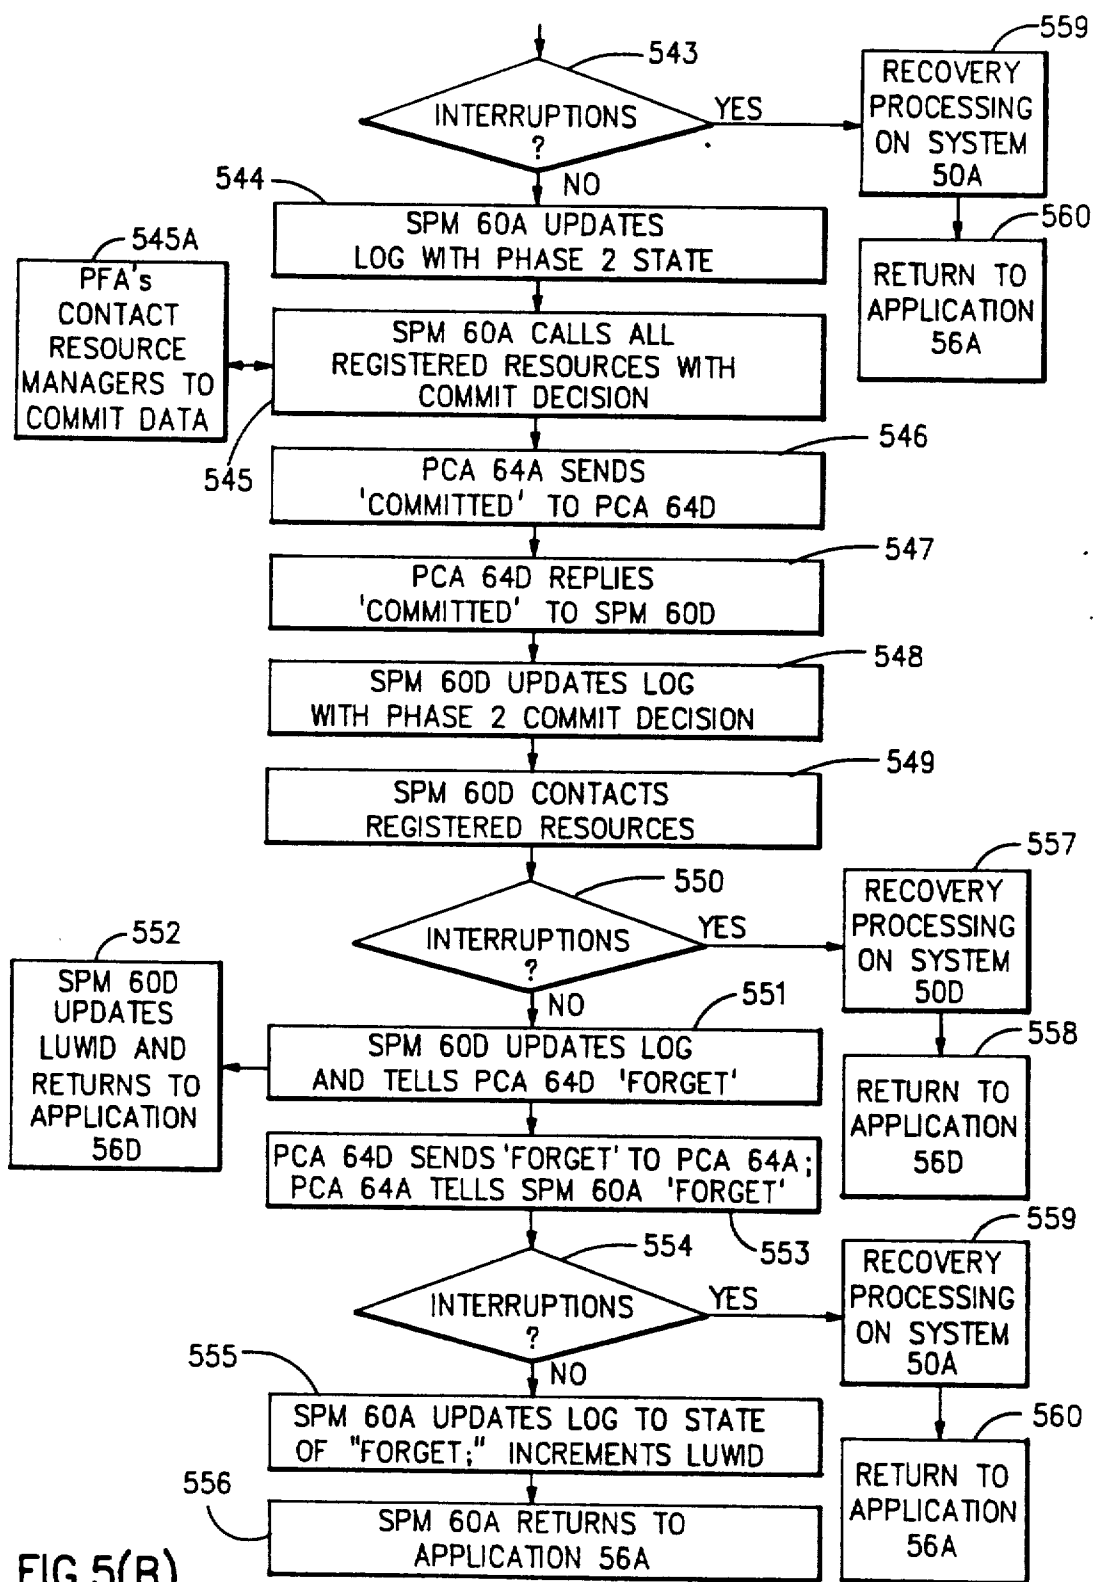 543
INTERRUPTIONS
?
YES
NO
559
RECOVERY
PROCESSING
ON SYSTEM
50A
560
RETURN TO
APPLICATION
56A
544
SPM 60A UPDATES
LOG WITH PHASE 2 STATE
545A
PFA's
CONTACT
RESOURCE
MANAGERS TO
COMMIT DATA
SPM 60A CALLS ALL
REGISTERED RESOURCES WITH
COMMIT DECISION
545
546
PCA 64A SENDS
'COMMITTED' TO PCA 64D
547
PCA 64D REPLIES
'COMMITTED' TO SPM 60D
548
SPM 60D UPDATES LOG
WITH PHASE 2 COMMIT DECISION
549
SPM 60D CONTACTS
REGISTERED RESOURCES
550
INTERRUPTIONS
?
YES
NO
557
RECOVERY
PROCESSING
ON SYSTEM
50D
558
RETURN TO
APPLICATION
56D
552
SPM 60D
UPDATES
LUWID AND
RETURNS TO
APPLICATION
56D
551
SPM 60D UPDATES LOG
AND TELLS PCA 64D 'FORGET'
PCA 64D SENDS 'FORGET' TO PCA 64A;
PCA 64A TELLS SPM 60A 'FORGET'
553
554
INTERRUPTIONS
?
YES
NO
559
RECOVERY
PROCESSING
ON SYSTEM
50A
560
RETURN TO
APPLICATION
56A
555
SPM 60A UPDATES LOG TO STATE
OF "FORGET;" INCREMENTS LUWID
556
SPM 60A RETURNS TO
APPLICATION 56A
FIG.5(B)